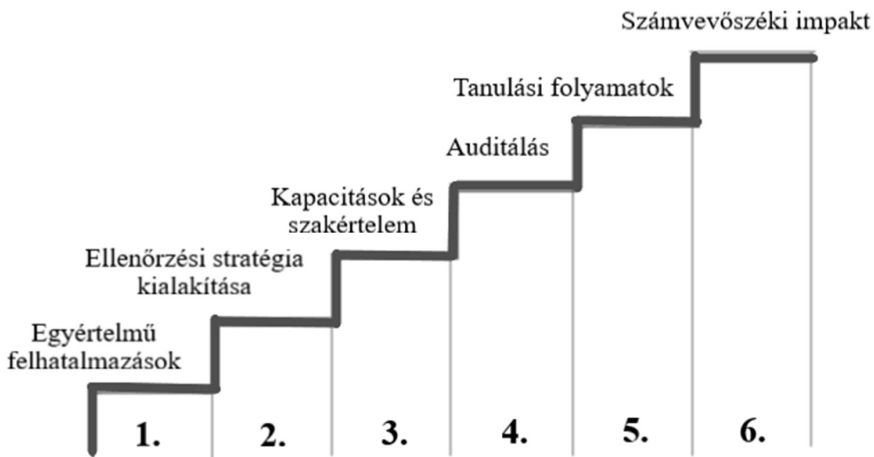 Számvevőszéki impakt
Tanulási folyamatok
Auditálás
Kapacitások és
szakértelem
Ellenőrzési stratégia
kialakítása
Egyértelmű
felhatalmazások
1. 2. 3. 4. 5. 6.